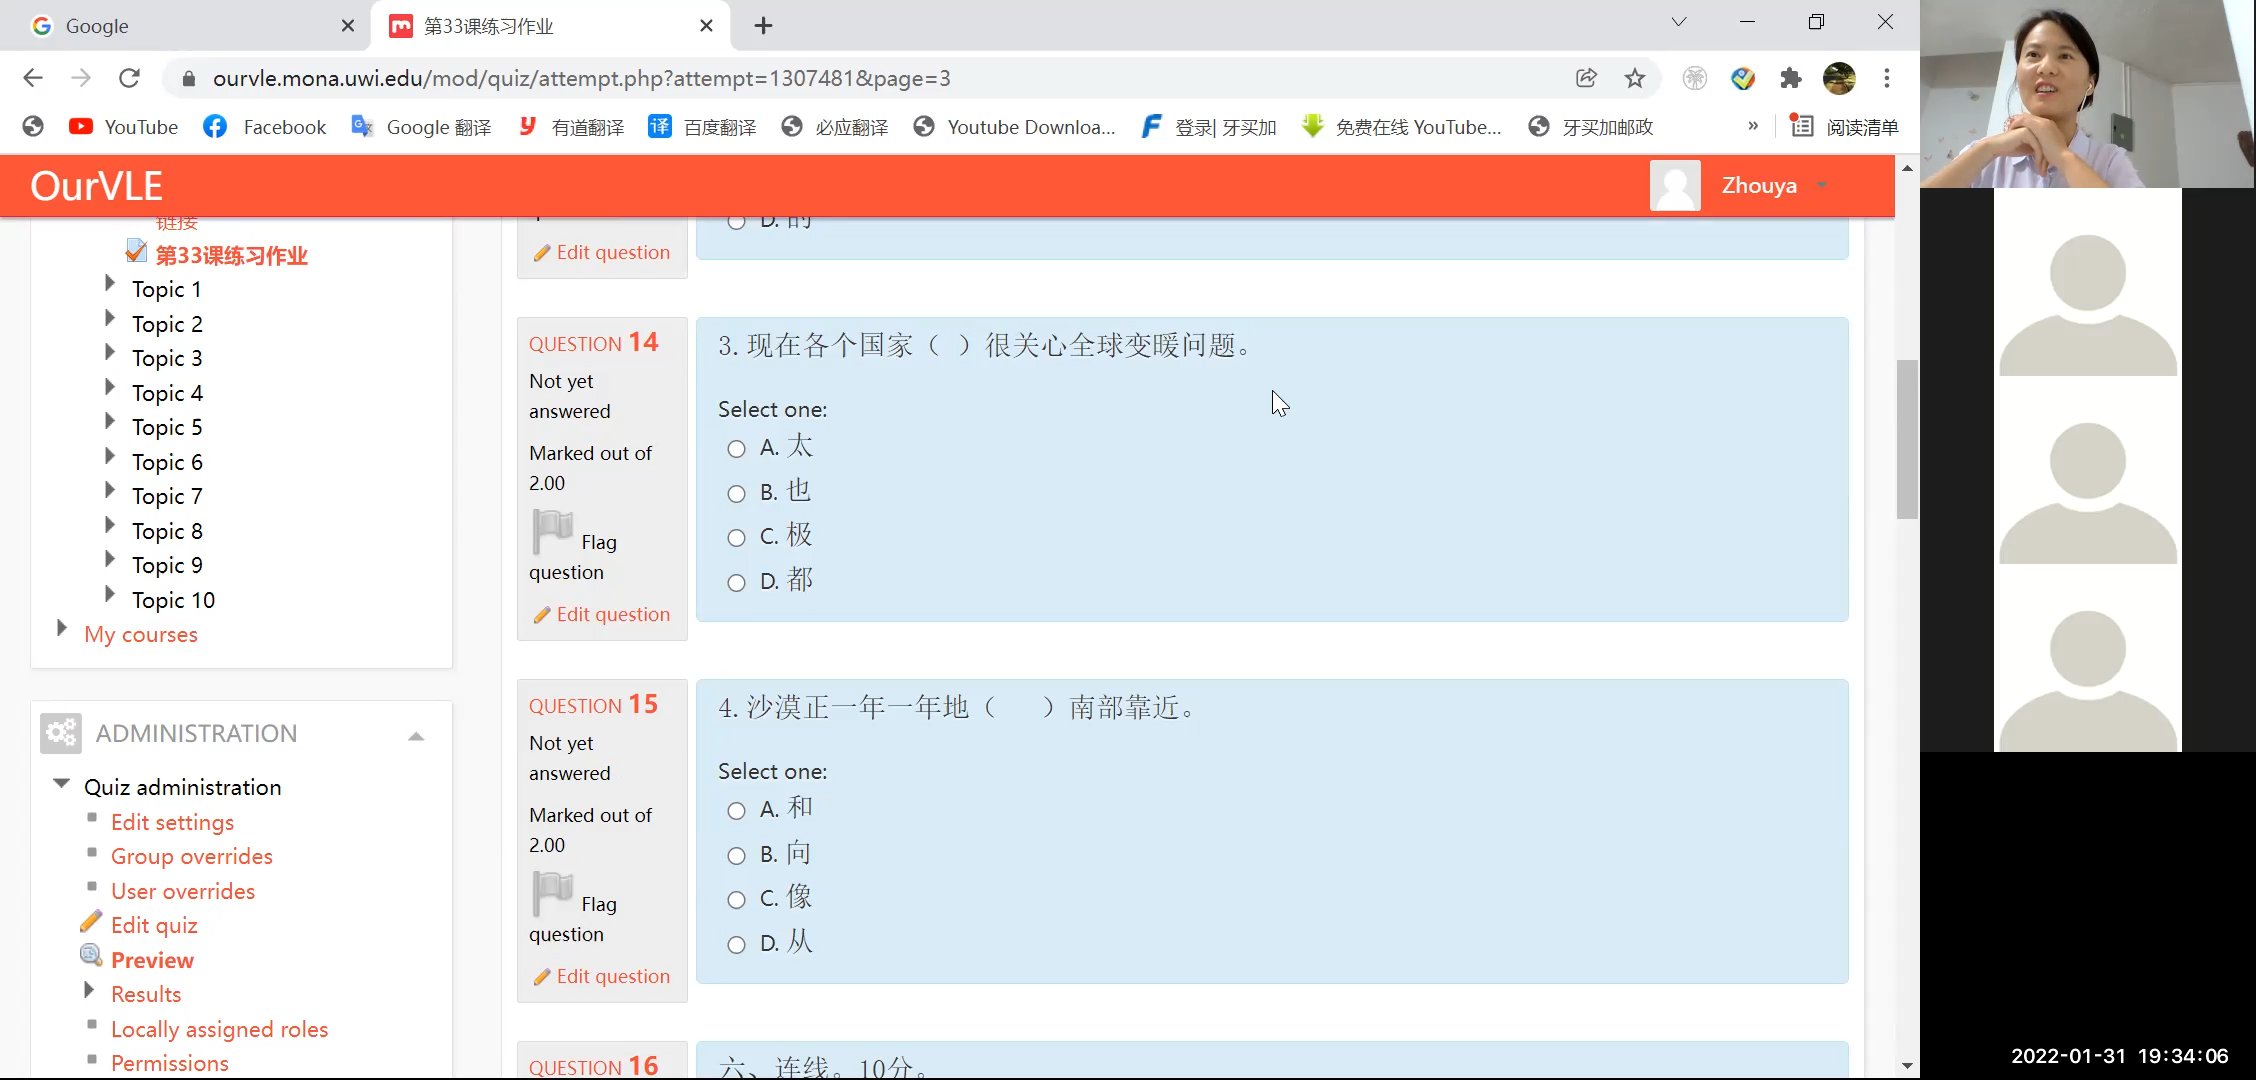 Google
第33课练习作业
ourvle.mona.uwi.edu/mod/quiz/attempt.php?attempt=1307481&page=3
YouTube
Facebook
Google 翻译
有道翻译
百度翻译
必应翻译
Youtube Downloa...
登录| 牙买加
免费在线 YouTube...
牙买加邮政
»
阅读清单
OurVLE
Zhouya
链接
第33课练习作业
Topic 1
Topic 2
Topic 3
Topic 4
Topic 5
Topic 6
Topic 7
Topic 8
Topic 9
Topic 10
My courses
ADMINISTRATION
Quiz administration
Edit settings
Group overrides
User overrides
Edit quiz
Preview
Results
Locally assigned roles
Permissions
D. 的
Edit question
QUESTION 14
Not yet
answered
Marked out of
2.00
Flag
question
Edit question
3. 现在各个国家（ ）很关心全球变暖问题。
Select one:
A. 太
B. 也
C. 极
D. 都
QUESTION 15
Not yet
answered
Marked out of
2.00
Flag
question
Edit question
4. 沙漠正一年一年地（ ）南部靠近。
Select one:
A. 和
B. 向
C. 像
D. 从
QUESTION 16
六、连线。10分。
2022-01-31 19:34:06